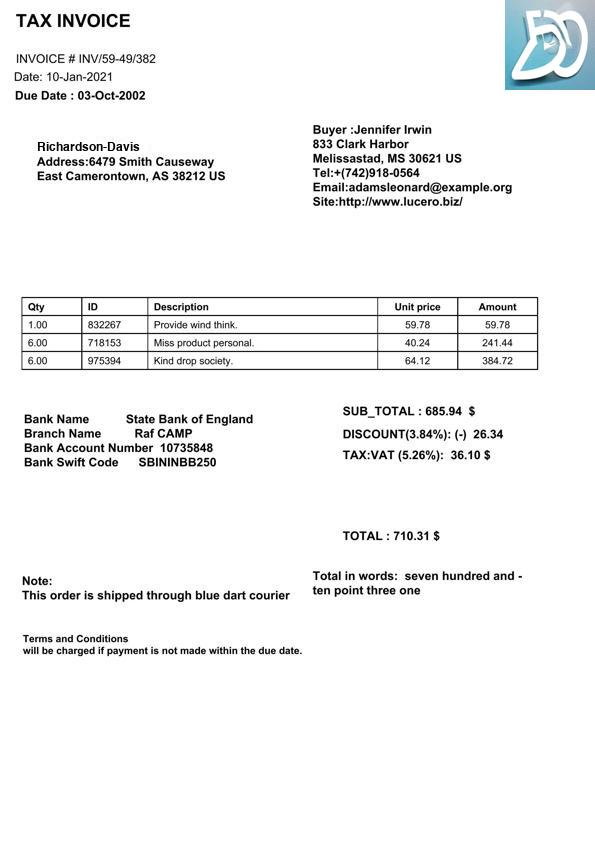 TAX INVOICE
INVOICE # INV/59-49/382
Date: 10-Jan-2021
Due Date : 03-Oct-2002
Richardson-Davis
Address:6479 Smith Causeway
East Camerontown, AS 38212 US
Buyer :Jennifer Irwin
833 Clark Harbor
Melissastad, MS 30621 US
Tel:+(742)918-0564
Email:adamsleonard@example.org
Site:http://www.lucero.biz/
Qty ID Description Unit price Amount
1.00 832267 Provide wind think. 59.78 59.78
6.00 718153 Miss product personal. 40.24 241.44
6.00 975394 Kind drop society. 64.12 384.72
Bank Name State Bank of England
Branch Name Raf CAMP
Bank Account Number 10735848
Bank Swift Code SBININBB250
SUB_TOTAL : 685.94 $
DISCOUNT(3.84%): (-) 26.34
TAX:VAT (5.26%): 36.10 $
TOTAL : 710.31 $
Total in words: seven hundred and -
ten point three one
Note:
This order is shipped through blue dart courier
Terms and Conditions
will be charged if payment is not made within the due date.